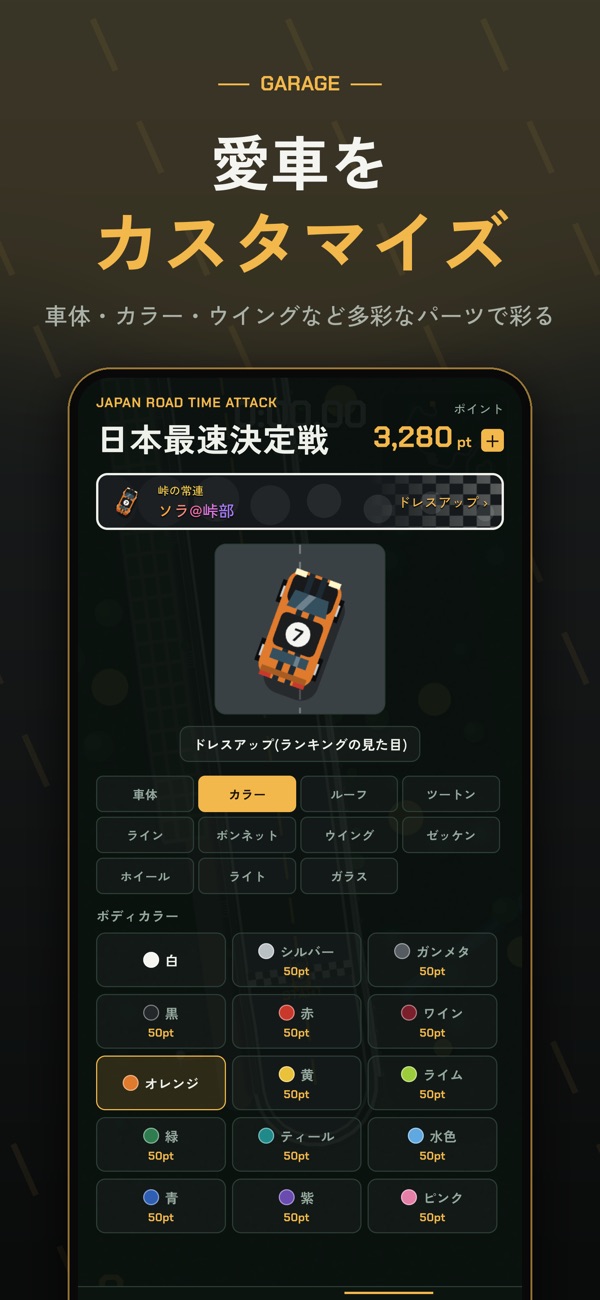 GARAGE
愛車を
カスタマイズ
車体・カラー・ウイングなど多彩なパーツで彩る
JAPAN ROAD TIME ATTACK
ポイント
日本最速決定戦
3,280 pt +
峠の常連
ソラ@峠部
ドレスアップ ›
7
ドレスアップ(ランキングの見た目)
車体 カラー ルーフ ツートン
ライン ボンネット ウイング ゼッケン
ホイール ライト ガラス
ボディカラー
白 シルバー ガンメタ
50pt 50pt
黒 赤 ワイン
50pt 50pt 50pt
オレンジ 黄 ライム
50pt 50pt
緑 ティール 水色
50pt 50pt 50pt
青 紫 ピンク
50pt 50pt 50pt